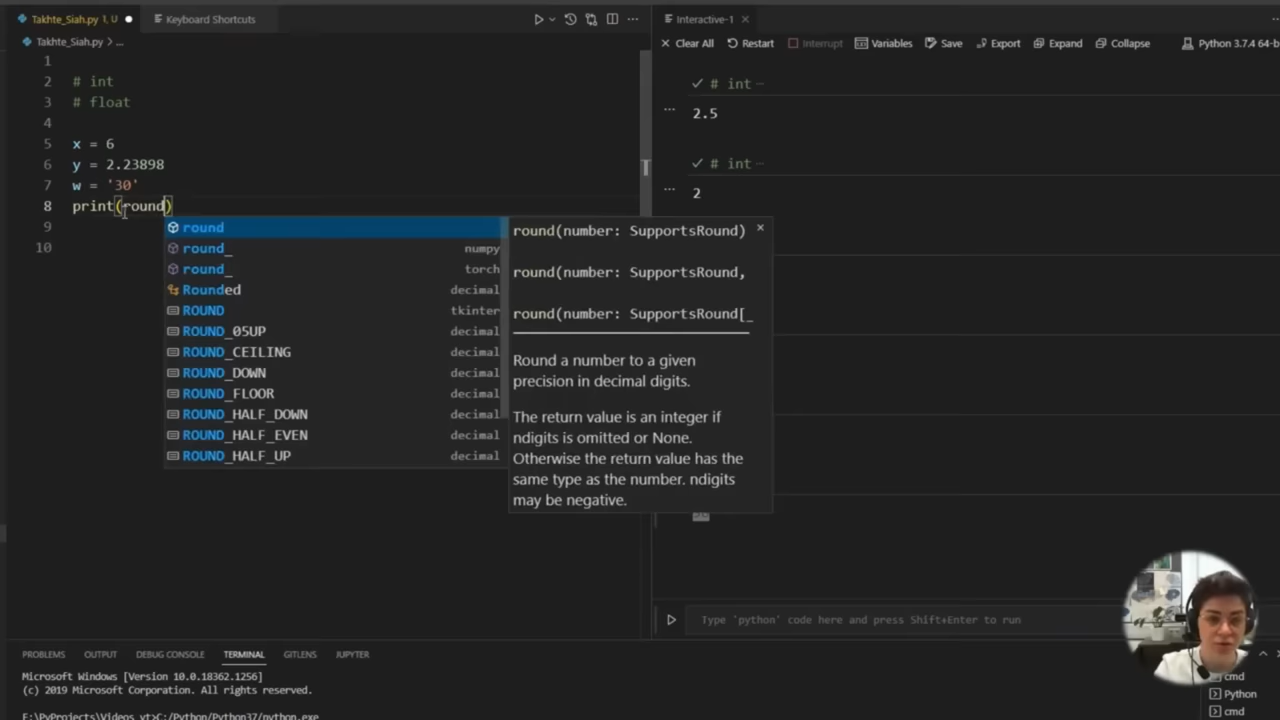 Takhte_Siah.py 1, U
Keyboard Shortcuts
Takhte_Siah.py > ...
1
2 # int
3 # float
4
5 x = 6
6 y = 2.23898
7 w = '30'
8 print(round)
9
10
round
round_ numpy
round_ torch
Rounded decimal
ROUND tkinter
ROUND_05UP decimal
ROUND_CEILING decimal
ROUND_DOWN decimal
ROUND_FLOOR decimal
ROUND_HALF_DOWN decimal
ROUND_HALF_EVEN decimal
ROUND_HALF_UP decimal
round(number: SupportsRound)
round(number: SupportsRound,
round(number: SupportsRound[_
Round a number to a given
precision in decimal digits.
The return value is an integer if
ndigits is omitted or None.
Otherwise the return value has the
same type as the number. ndigits
may be negative.
Interactive-1
Clear All Restart Interrupt Variables Save Export Expand Collapse Python 3.7.4 64-b
# int
2.5
# int
2
Type 'python' code here and press Shift+Enter to run
PROBLEMS OUTPUT DEBUG CONSOLE TERMINAL GITLENS JUPYTER
Microsoft Windows [Version 10.0.18362.1256]
(c) 2019 Microsoft Corporation. All rights reserved.
E:\PyProjects\Videos_yt>C:/Python/Python37/python.exe
cmd
Python
cmd